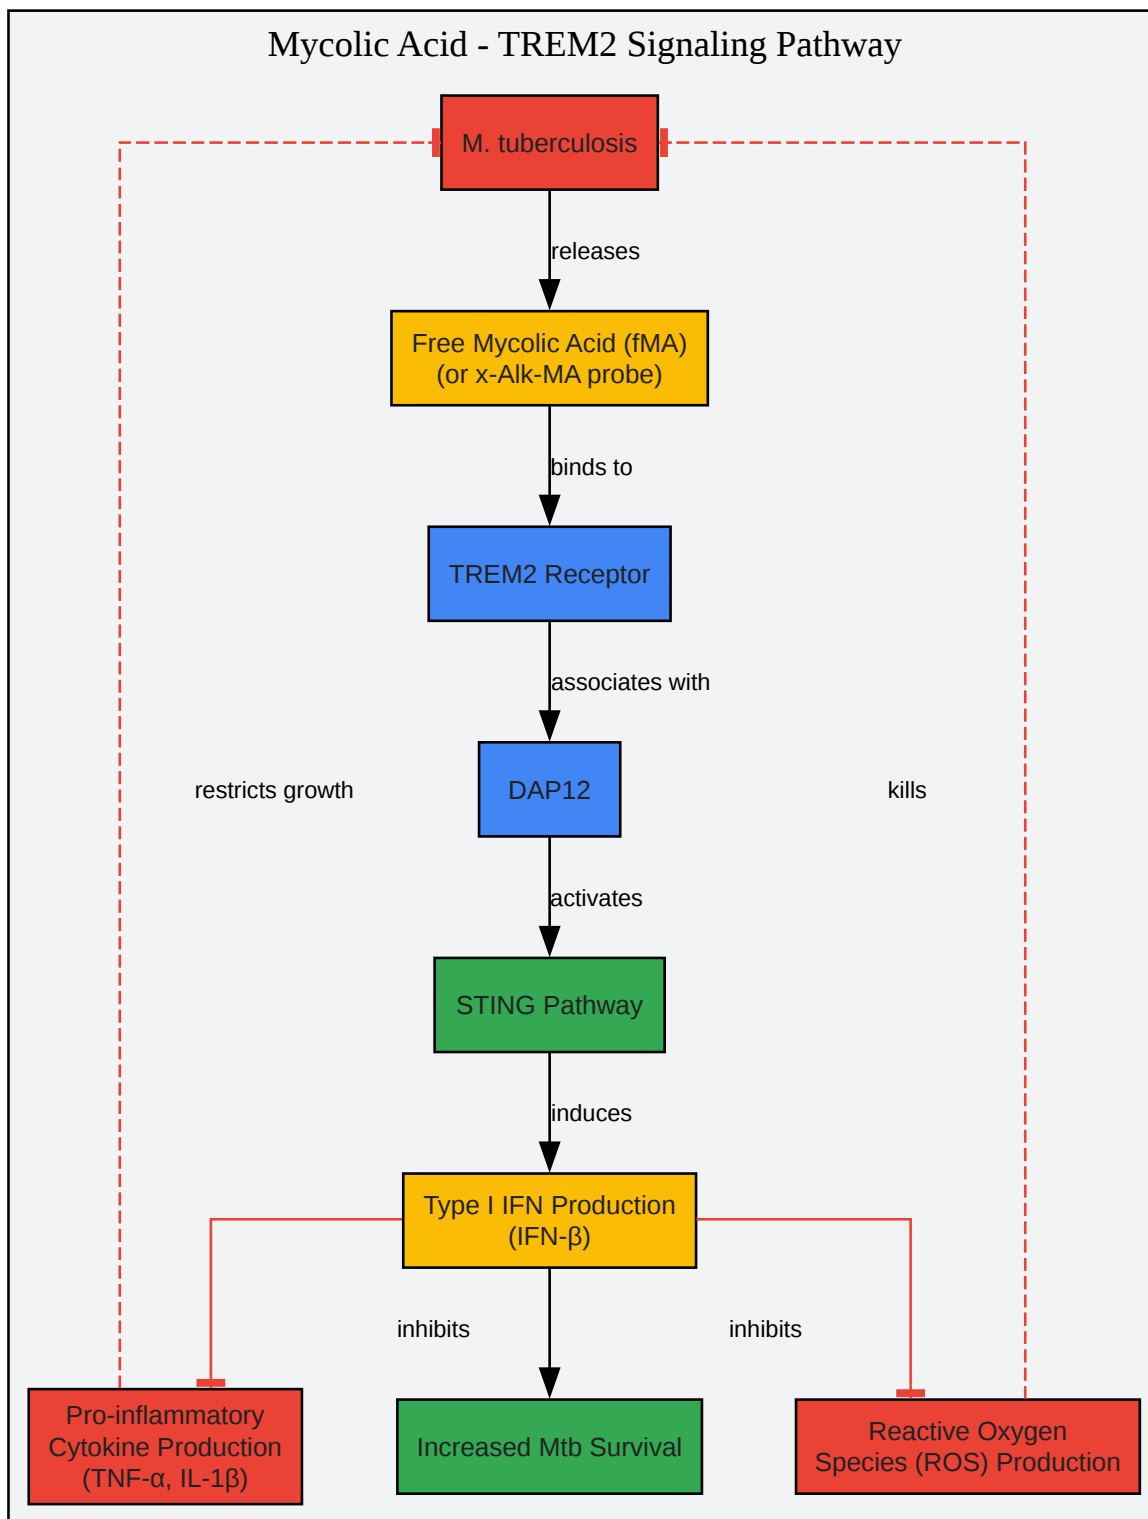 Mycolic Acid - TREM2 Signaling Pathway
M. tuberculosis
releases
Free Mycolic Acid (fMA)
(or x-Alk-MA probe)
binds to
TREM2 Receptor
associates with
restricts growth
DAP12
kills
activates
STING Pathway
induces
Type I IFN Production
(IFN-β)
inhibits
inhibits
Pro-inflammatory
Cytokine Production
(TNF-α, IL-1β)
Increased Mtb Survival
Reactive Oxygen
Species (ROS) Production